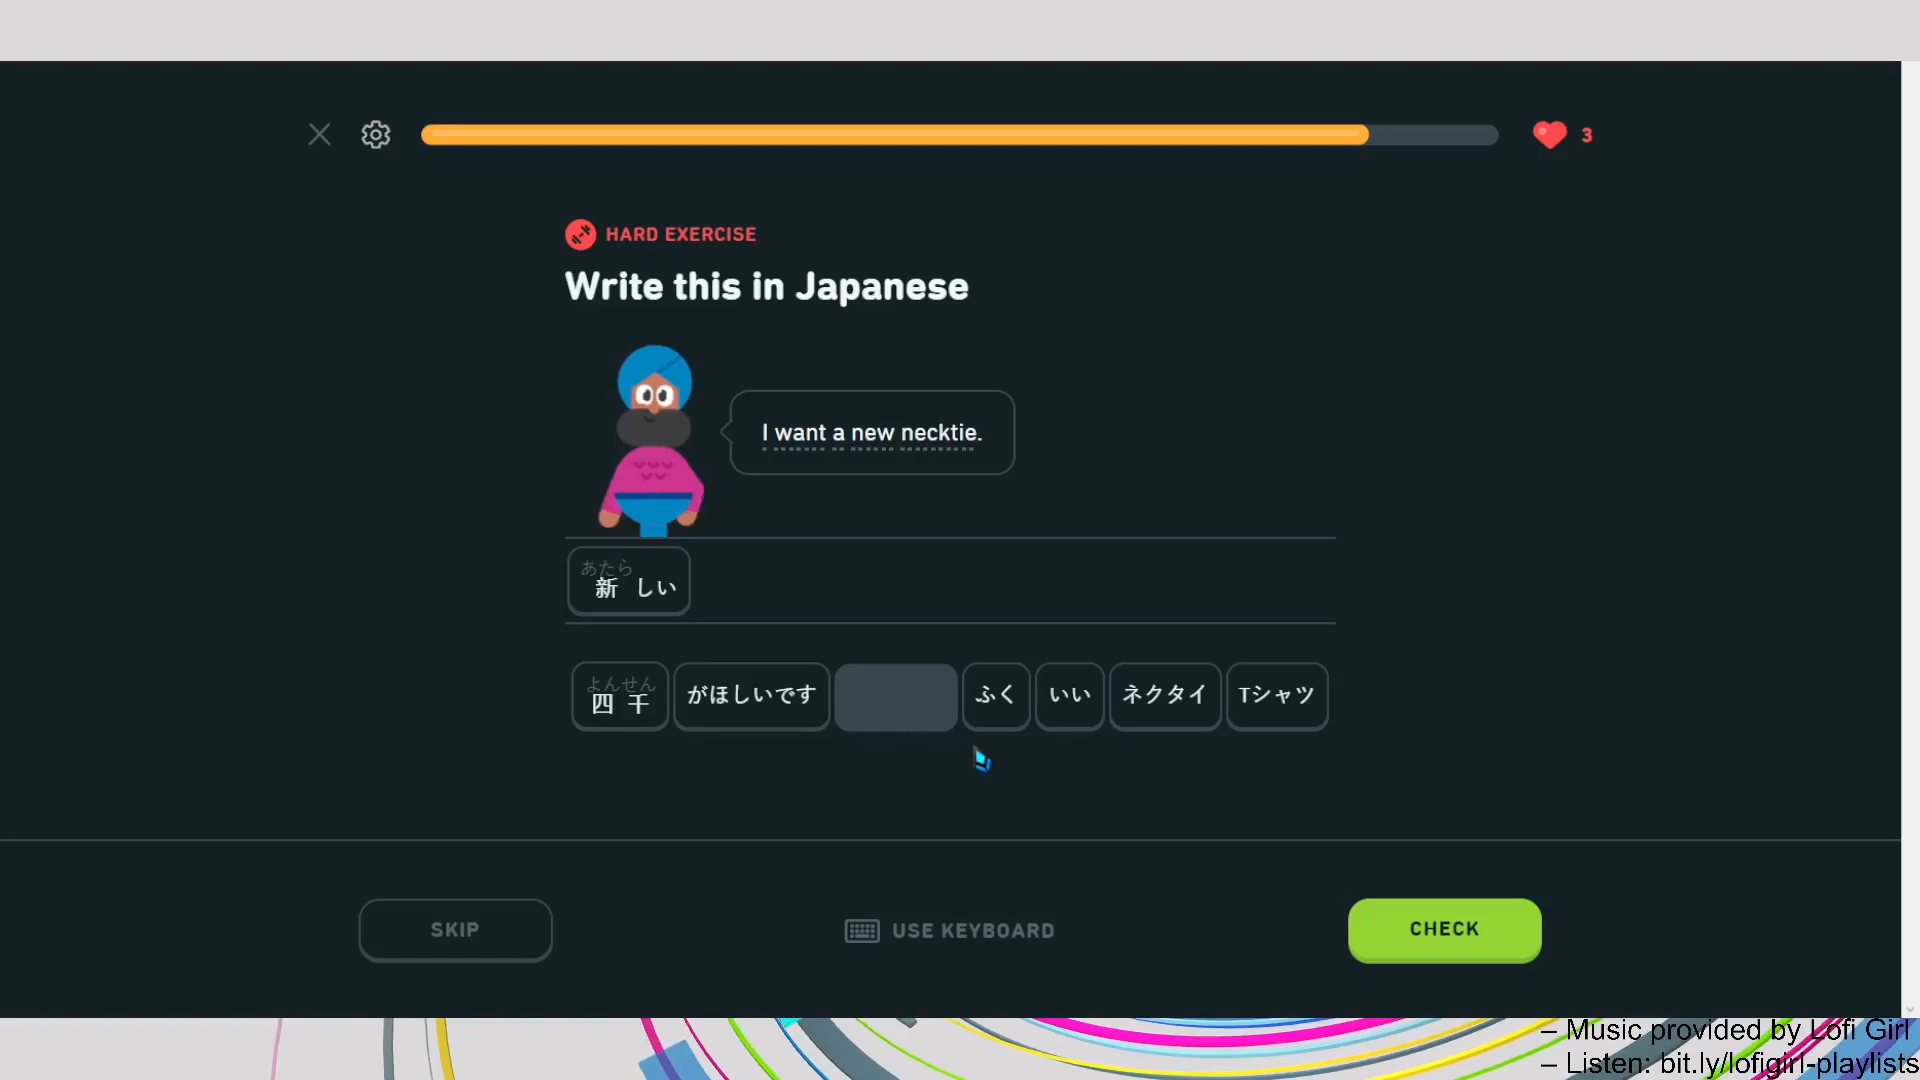 3
HARD EXERCISE
Write this in Japanese
I want a new necktie.
あたら
新しい
よんせん
四千 がほしいです ふく いい ネクタイ Tシャツ
SKIP USE KEYBOARD CHECK
– Music provided by Lofi Girl
– Listen: bit.ly/lofigirl-playlists